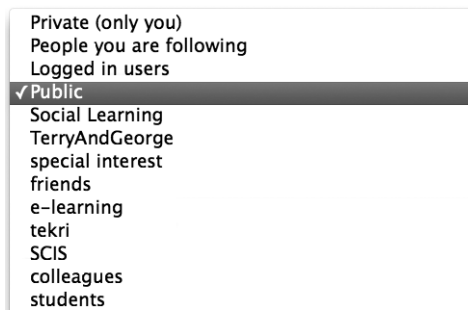 Private (only you)
People you are following
Logged in users
✓Public
Social Learning
TerryAndGeorge
special interest
friends
e-learning
tekri
SCIS
colleagues
students